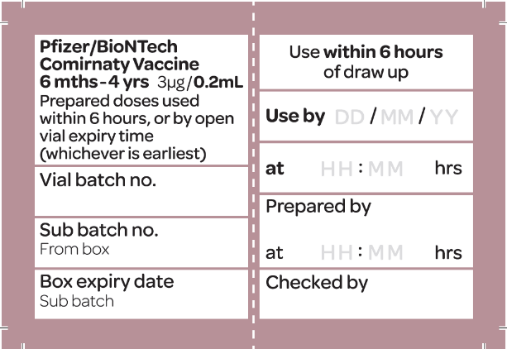 Pfizer/BioNTech
Comirnaty Vaccine
6 mths-4 yrs 3µg/0.2mL
Prepared doses used
within 6 hours, or by open
vial expiry time
(whichever is earliest)
Vial batch no.
Sub batch no.
From box
Box expiry date
Sub batch
Use within 6 hours
of draw up
Use by DD / MM / YY
at HH : MM hrs
Prepared by
at HH : MM hrs
Checked by